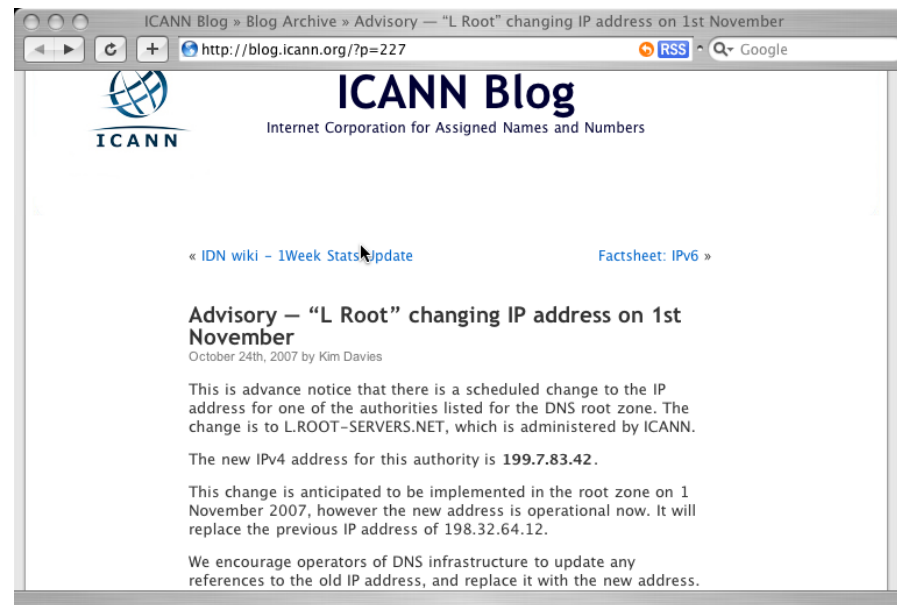 ICANN Blog » Blog Archive » Advisory — “L Root” changing IP address on 1st November
http://blog.icann.org/?p=227 RSS Google
ICANN
ICANN Blog
Internet Corporation for Assigned Names and Numbers
« IDN wiki – 1Week Stats Update Factsheet: IPv6 »
Advisory — “L Root” changing IP address on 1st
November
October 24th, 2007 by Kim Davies
This is advance notice that there is a scheduled change to the IP
address for one of the authorities listed for the DNS root zone. The
change is to L.ROOT-SERVERS.NET, which is administered by ICANN.
The new IPv4 address for this authority is 199.7.83.42.
This change is anticipated to be implemented in the root zone on 1
November 2007, however the new address is operational now. It will
replace the previous IP address of 198.32.64.12.
We encourage operators of DNS infrastructure to update any
references to the old IP address, and replace it with the new address.